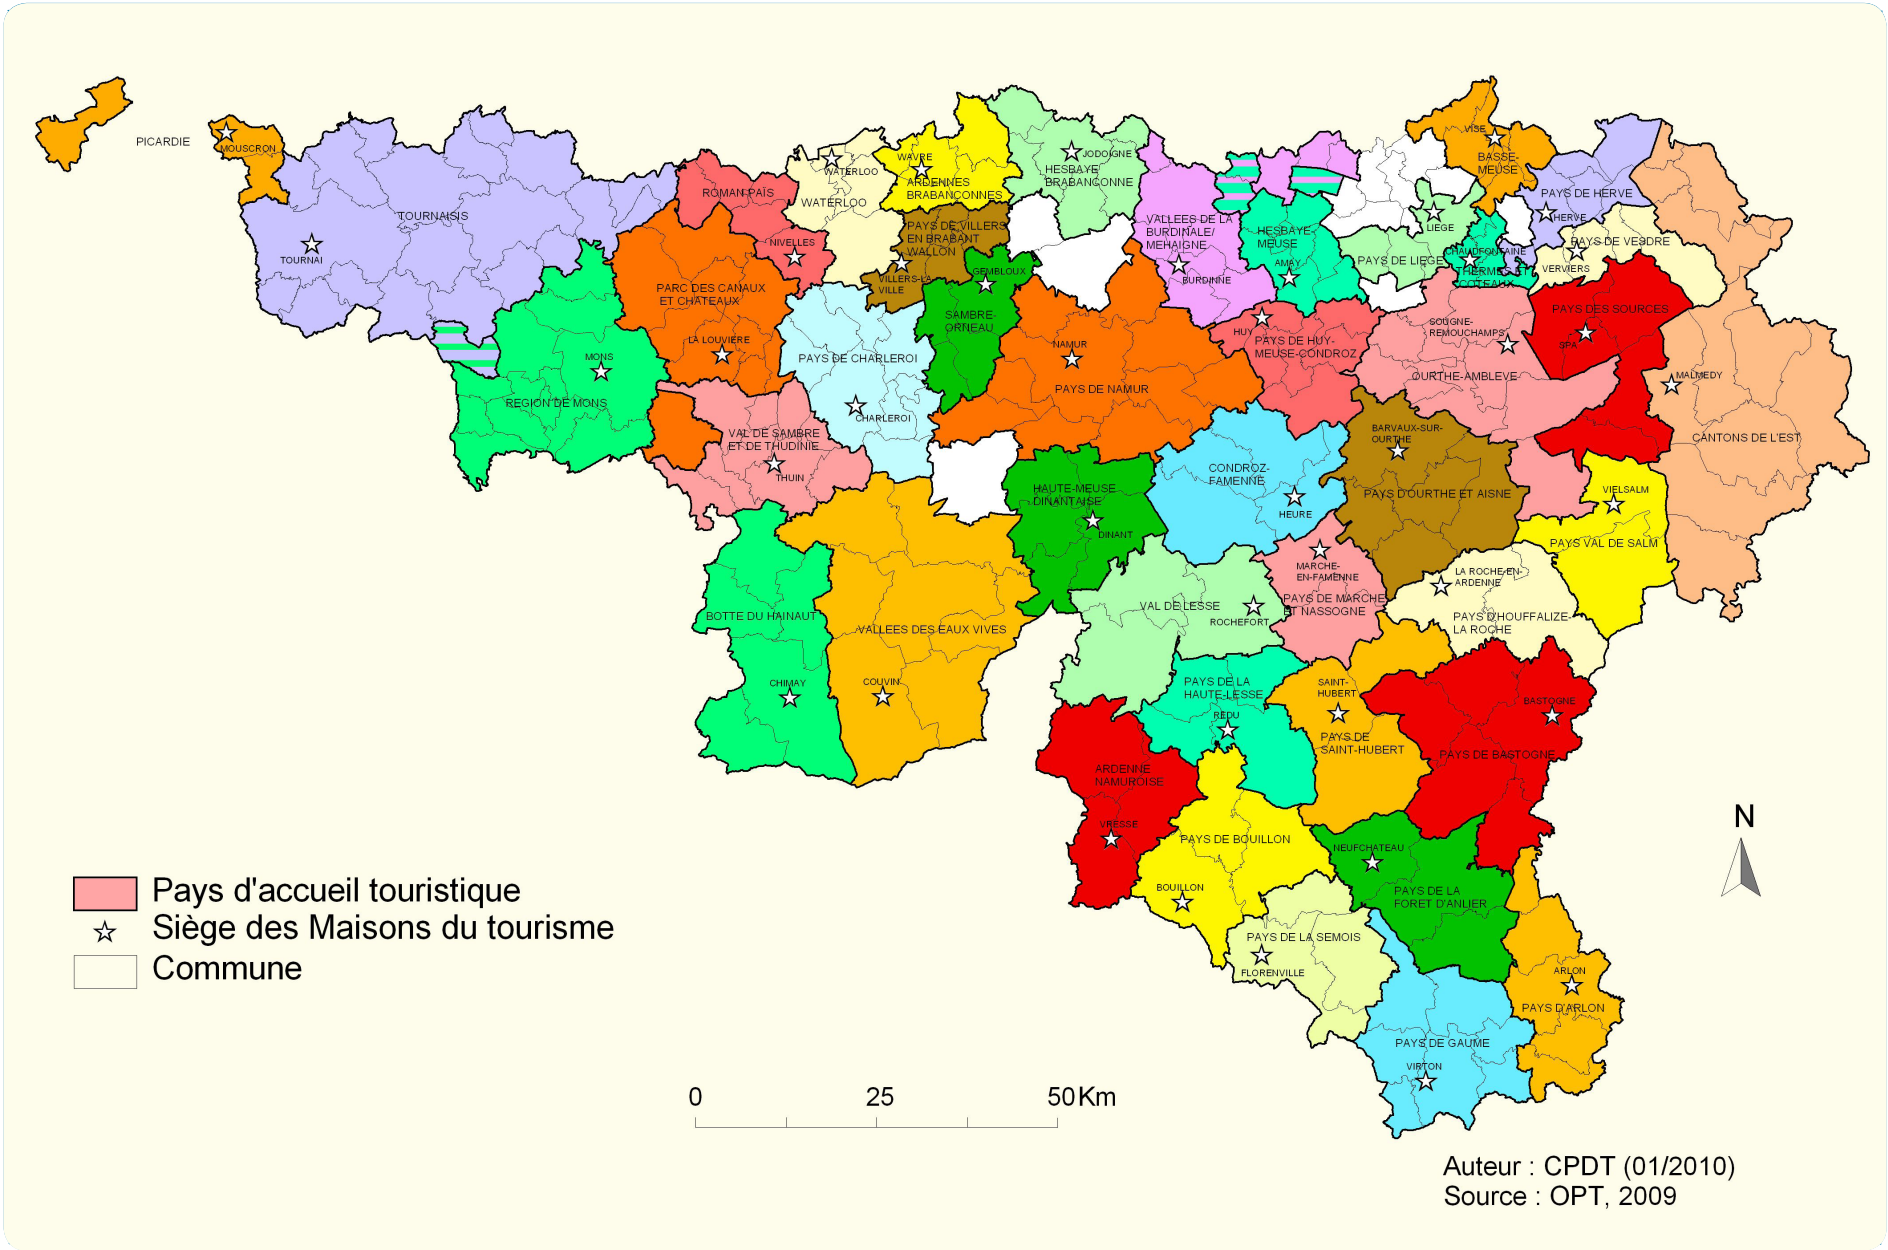 PICARDIE
MOUSCRON
TOURNAISIS
TOURNAI
ROMAN PAÏS
NIVELLES
WATERLOO
WATERLOO
WAVRE
ARDENNES
BRABANCONNES
JODOIGNE
HESBAYE
BRABANCONNE
PAYS DE VILLERS
EN BRABANT
WALLON
VILLERS-LA-
VILLE
GEMBLOUX
SAMBRE-
ORNEAU
VALLEES DE LA
BURDINALE/
MEHAIGNE
BURDINNE
HESBAYE-
MEUSE
AMAY
VISE
BASSE-
MEUSE
LIEGE
PAYS DE LIEGE
PAYS DE HERVE
HERVE
CHAUDFONTAINE
THERMES ET
COTEAUX
PAYS DE VESDRE
VERVIERS
PARC DES CANAUX
ET CHATEAUX
LA LOUVIERE
MONS
REGION DE MONS
PAYS DE CHARLEROI
CHARLEROI
NAMUR
PAYS DE NAMUR
HUY
PAYS DE HUY-
MEUSE-CONDROZ
SOUGNE-
REMOUCHAMPS
OURTHE-AMBLEVE
PAYS DES SOURCES
SPA
MALMEDY
CANTONS DE L'EST
VAL DE SAMBRE
ET DE THUDINIE
THUIN
HAUTE-MEUSE
DINANTAISE
DINANT
CONDROZ-
FAMENNE
HEURE
BARVAUX-SUR-
OURTHE
PAYS D'OURTHE ET AISNE
VIELSALM
PAYS VAL DE SALM
BOTTE DU HAINAUT
CHIMAY
VALLEES DES EAUX VIVES
COUVIN
VAL DE LESSE
ROCHEFORT
MARCHE-
EN-FAMENNE
PAYS DE MARCHE
ET NASSOGNE
LA ROCHE-EN-
ARDENNE
PAYS D'HOUFFALIZE-
LA ROCHE
PAYS DE LA
HAUTE-LESSE
REDU
SAINT-
HUBERT
PAYS DE
SAINT-HUBERT
BASTOGNE
PAYS DE BASTOGNE
ARDENNE
NAMUROISE
VRESSE
PAYS DE BOUILLON
BOUILLON
NEUFCHATEAU
PAYS DE LA
FORET D'ANLIER
PAYS DE LA SEMOIS
FLORENVILLE
ARLON
PAYS D'ARLON
PAYS DE GAUME
VIRTON
N
Pays d'accueil touristique
Siège des Maisons du tourisme
Commune
0 25 50 Km
Auteur : CPDT (01/2010)
Source : OPT, 2009